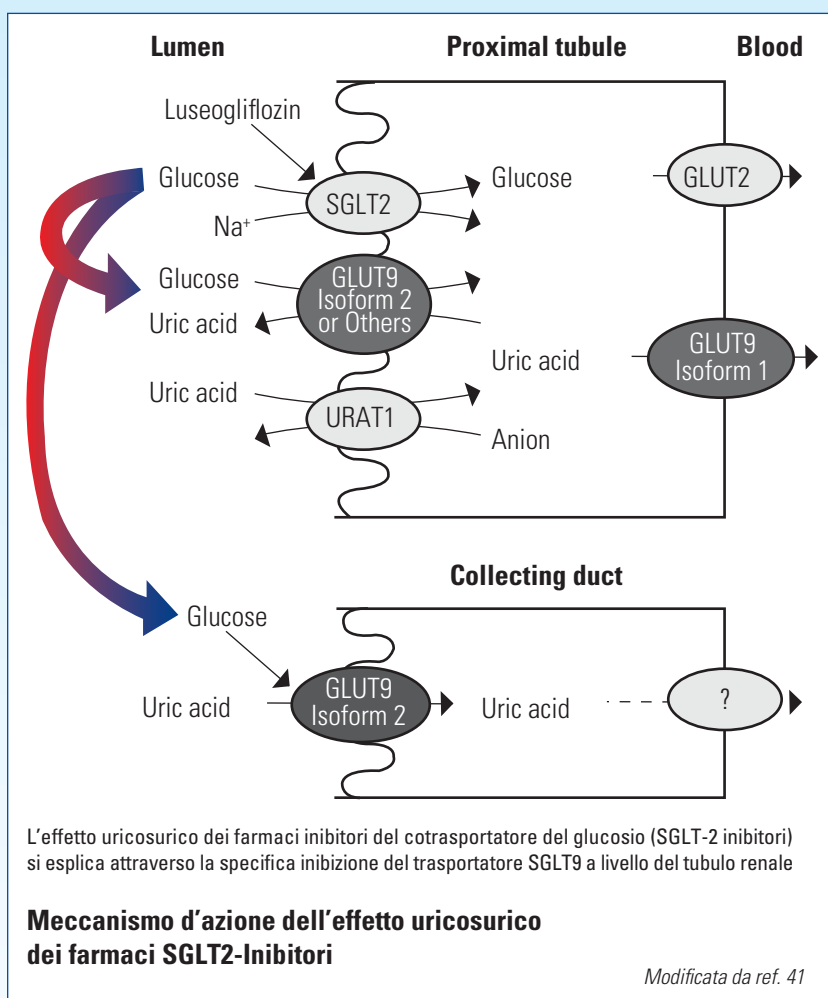 Lumen Proximal tubule Blood
Luseogliflozin
Glucose SGLT2 Glucose GLUT2
Na⁺
Glucose GLUT9
Isoform 2
or Others
Uric acid
Uric acid GLUT9
Isoform 1
Uric acid URAT1
Anion
Collecting duct
Glucose
Uric acid GLUT9
Isoform 2
Uric acid ?
L'effetto uricosurico dei farmaci inibitori del cotrasportatore del glucosio (SGLT-2 inibitori)
si esplica attraverso la specifica inibizione del trasportatore SGLT9 a livello del tubulo renale
Meccanismo d'azione dell'effetto uricosurico
dei farmaci SGLT2-Inibitori
Modificata da ref. 41